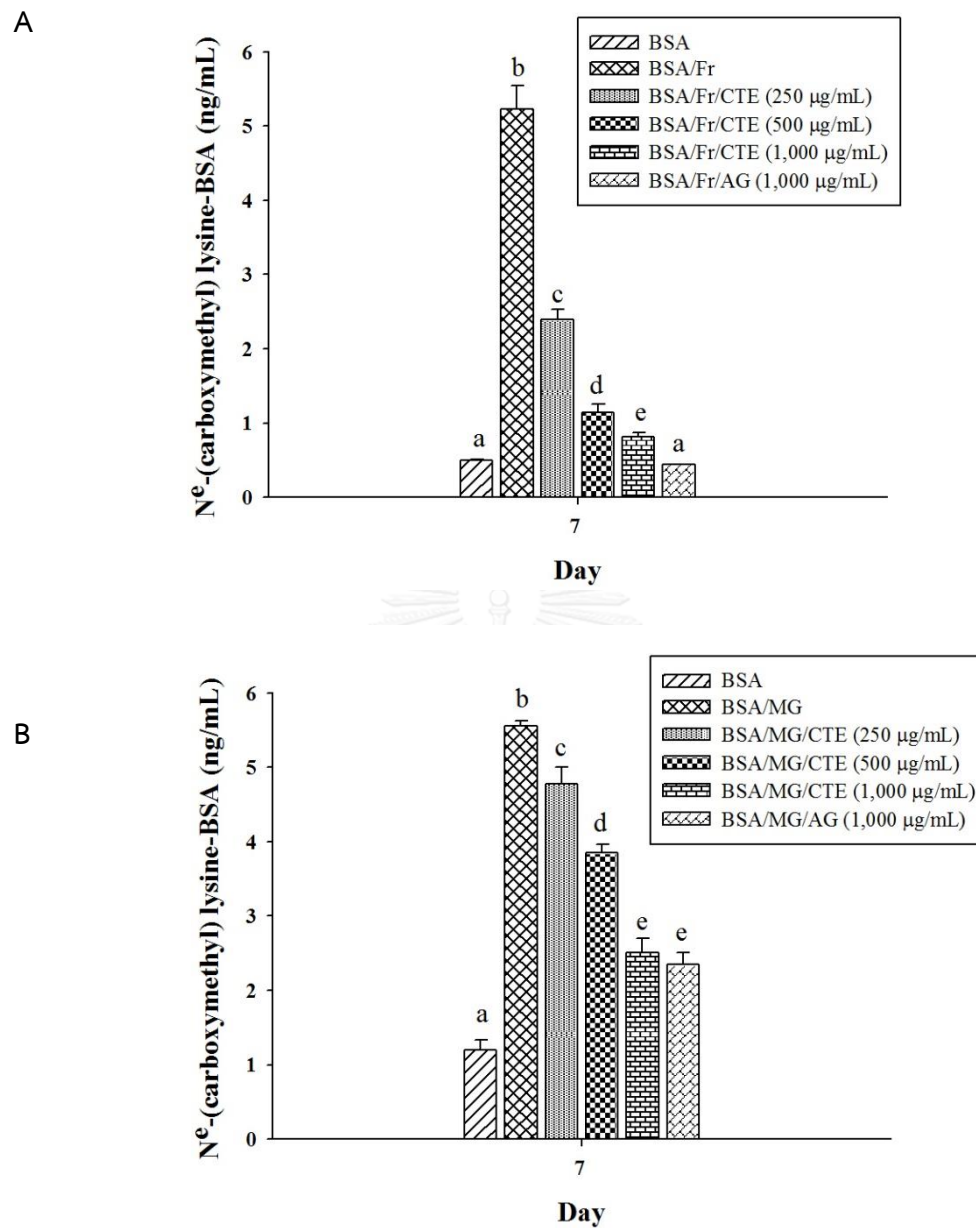 A
BSA
BSA/Fr
BSA/Fr/CTE (250 µg/mL)
BSA/Fr/CTE (500 µg/mL)
BSA/Fr/CTE (1,000 µg/mL)
BSA/Fr/AG (1,000 µg/mL)
Nᵉ-(carboxymethyl) lysine-BSA (ng/mL)
6
5
4
3
2
1
0
a
b
c
d
e
a
7
Day
B
BSA
BSA/MG
BSA/MG/CTE (250 µg/mL)
BSA/MG/CTE (500 µg/mL)
BSA/MG/CTE (1,000 µg/mL)
BSA/MG/AG (1,000 µg/mL)
Nᵉ-(carboxymethyl) lysine-BSA (ng/mL)
6
5
4
3
2
1
0
a
b
c
d
e
e
7
Day